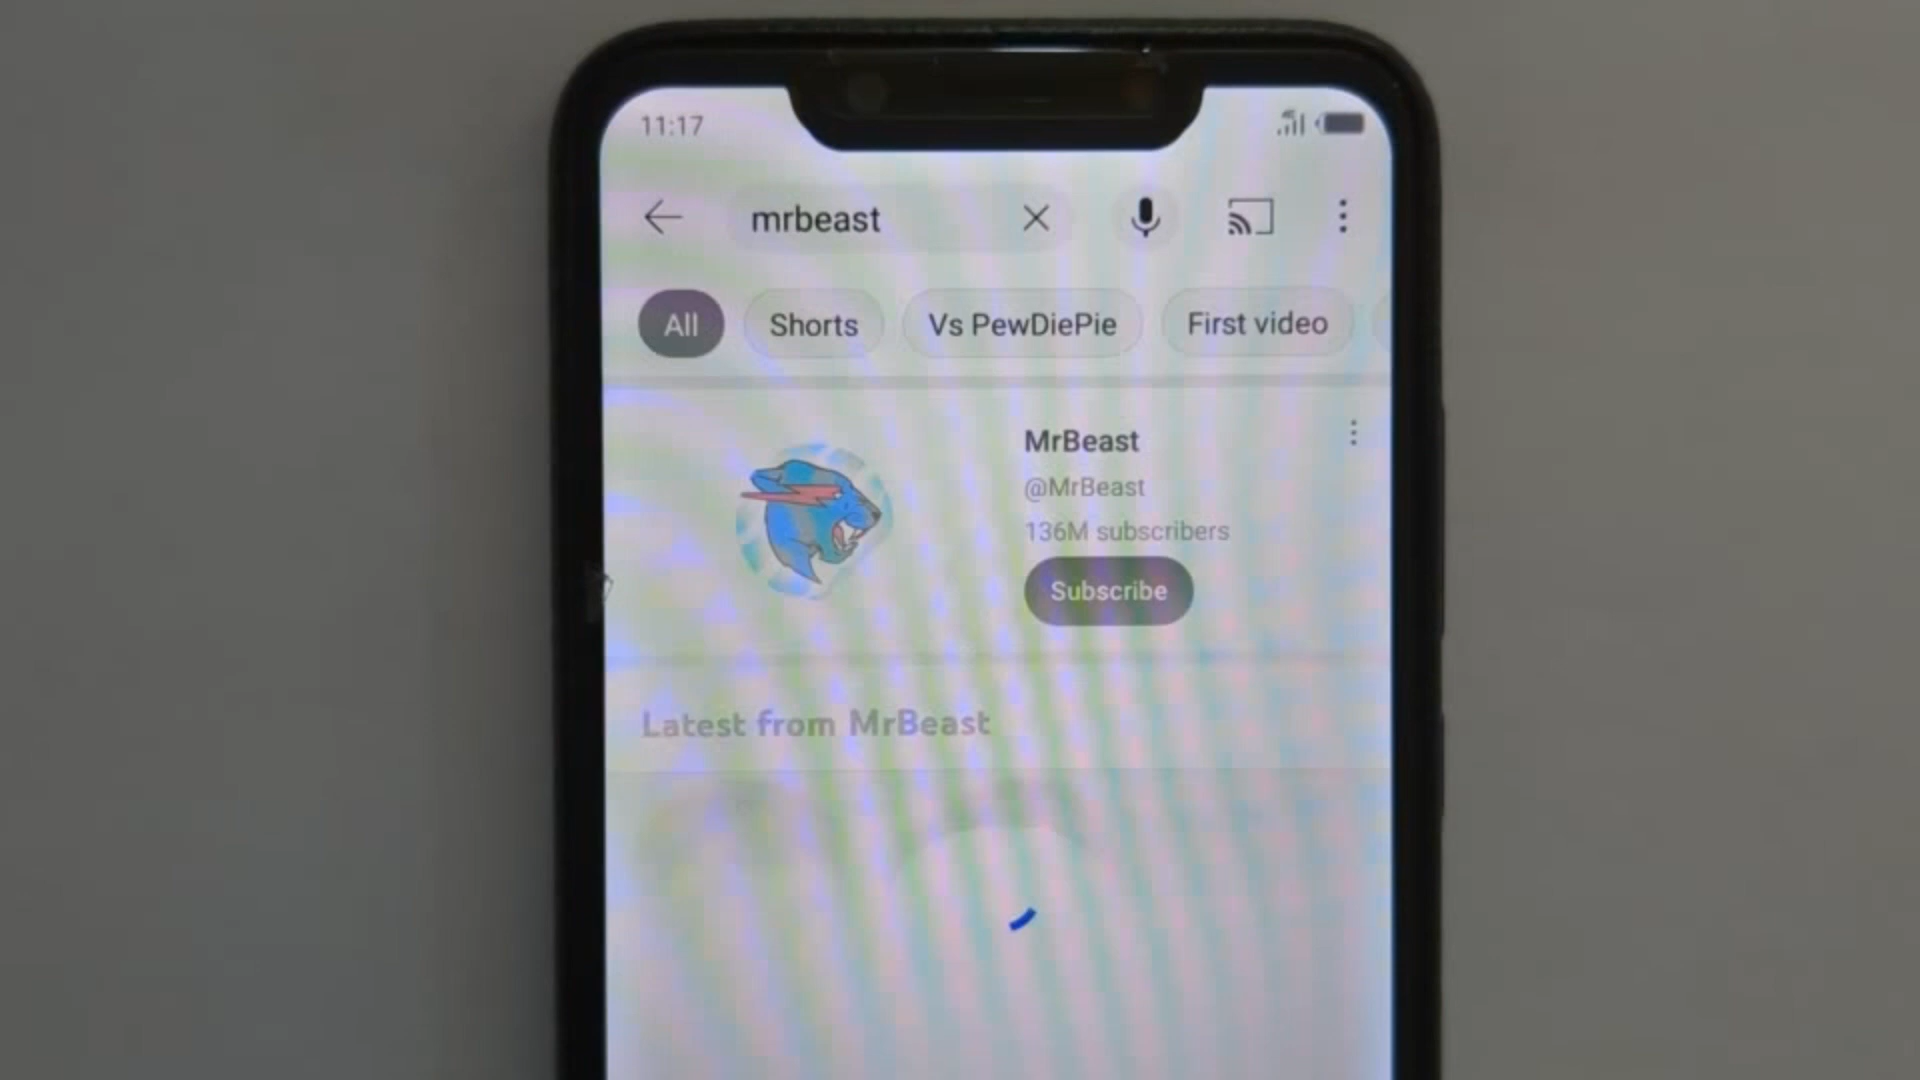 11:17
mrbeast
All
Shorts
Vs PewDiePie
First video
MrBeast
@MrBeast
136M subscribers
Subscribe
Latest from MrBeast